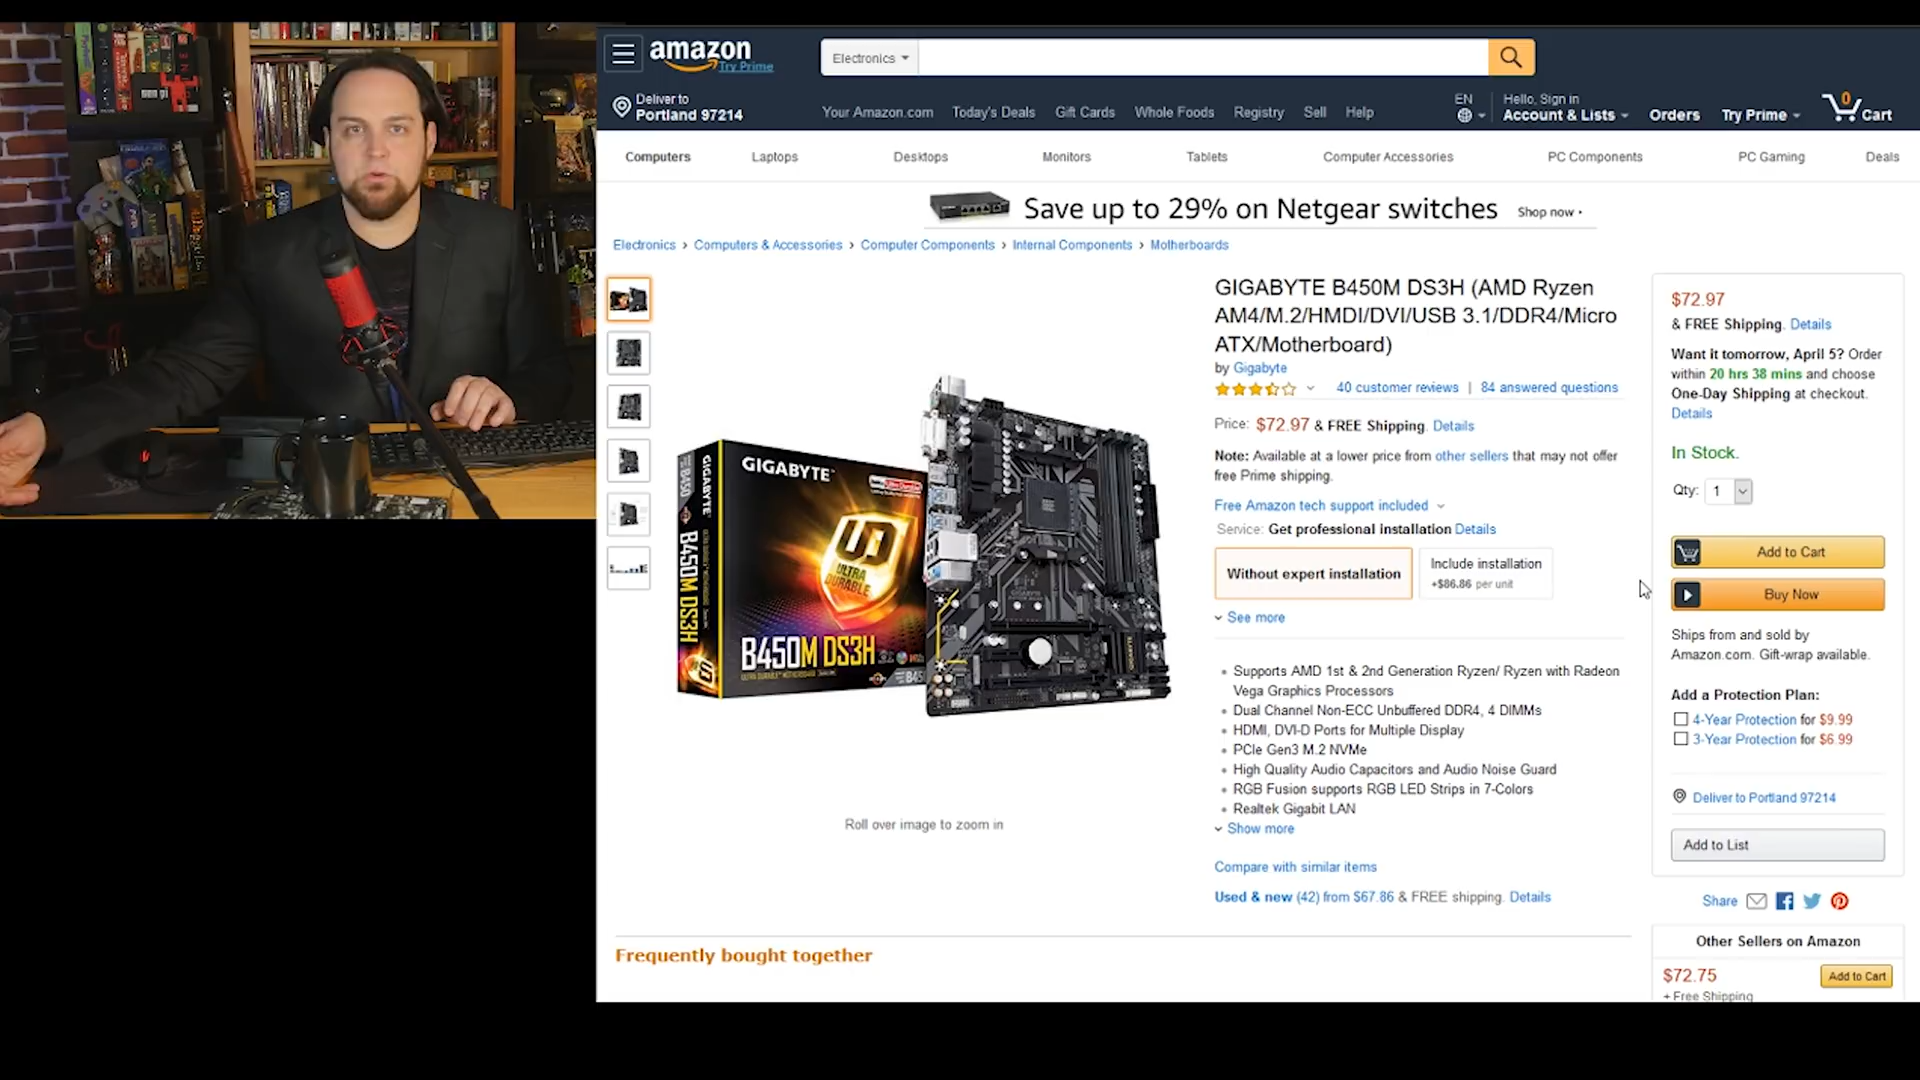 amazon
Try Prime
Electronics
Deliver to
Portland 97214
Your Amazon.com Today's Deals Gift Cards Whole Foods Registry Sell Help
EN
Hello, Sign in
Account & Lists
Orders
Try Prime
0
Cart
Computers Laptops Desktops Monitors Tablets Computer Accessories PC Components PC Gaming Deals
Save up to 29% on Netgear switches Shop now
Electronics › Computers & Accessories › Computer Components › Internal Components › Motherboards
GIGABYTE B450M DS3H (AMD Ryzen
AM4/M.2/HMDI/DVI/USB 3.1/DDR4/Micro
ATX/Motherboard)
by Gigabyte
40 customer reviews | 84 answered questions
Price: $72.97 & FREE Shipping. Details
Note: Available at a lower price from other sellers that may not offer
free Prime shipping.
Free Amazon tech support included
Service: Get professional installation Details
Without expert installation
Include installation
+$86.86 per unit
See more
• Supports AMD 1st & 2nd Generation Ryzen/ Ryzen with Radeon
Vega Graphics Processors
• Dual Channel Non-ECC Unbuffered DDR4, 4 DIMMs
• HDMI, DVI-D Ports for Multiple Display
• PCIe Gen3 M.2 NVMe
• High Quality Audio Capacitors and Audio Noise Guard
• RGB Fusion supports RGB LED Strips in 7-Colors
• Realtek Gigabit LAN
Show more
Compare with similar items
Used & new (42) from $67.86 & FREE shipping. Details
GIGABYTE
ULTRA
DURABLE
B450M DS3H
GIGABYTE
B450M DS3H
Roll over image to zoom in
Frequently bought together
$72.97
& FREE Shipping. Details
Want it tomorrow, April 5? Order
within 20 hrs 38 mins and choose
One-Day Shipping at checkout.
Details
In Stock.
Qty: 1
Add to Cart
Buy Now
Ships from and sold by
Amazon.com. Gift-wrap available.
Add a Protection Plan:
4-Year Protection for $9.99
3-Year Protection for $6.99
Deliver to Portland 97214
Add to List
Share
Other Sellers on Amazon
$72.75
Add to Cart
+ Free Shipping